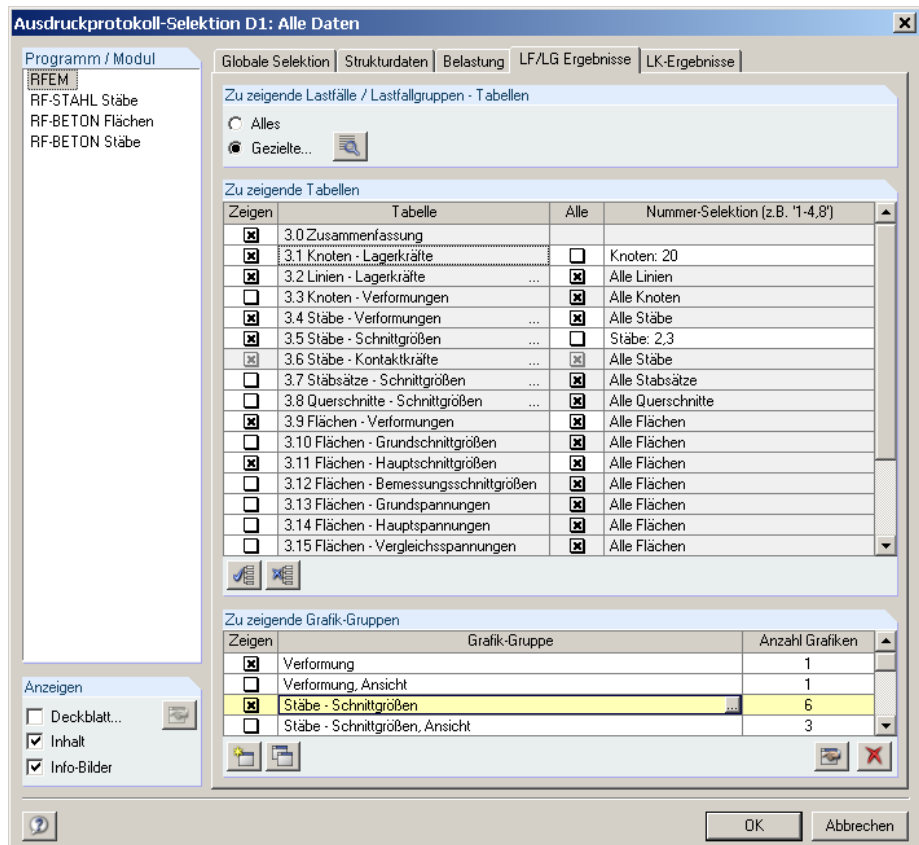 Ausdruckprotokoll-Selektion D1: Alle Daten
Programm / Modul
RFEM
RF-STAHL Stäbe
RF-BETON Flächen
RF-BETON Stäbe
Globale Selektion Strukturdaten Belastung LF/LG Ergebnisse LK-Ergebnisse
Zu zeigende Lastfälle / Lastfallgruppen - Tabellen
Alles
Gezielte...
Zu zeigende Tabellen
Zeigen Tabelle Alle Nummer-Selektion (z.B. '1-4,8')
3.0 Zusammenfassung
3.1 Knoten - Lagerkräfte Knoten: 20
3.2 Linien - Lagerkräfte ... Alle Linien
3.3 Knoten - Verformungen Alle Knoten
3.4 Stäbe - Verformungen ... Alle Stäbe
3.5 Stäbe - Schnittgrößen ... Stäbe: 2,3
3.6 Stäbe - Kontaktkräfte ... Alle Stäbe
3.7 Stäbsätze - Schnittgrößen ... Alle Stabsätze
3.8 Querschnitte - Schnittgrößen ... Alle Querschnitte
3.9 Flächen - Verformungen Alle Flächen
3.10 Flächen - Grundschnittgrößen Alle Flächen
3.11 Flächen - Hauptschnittgrößen Alle Flächen
3.12 Flächen - Bemessungsschnittgrößen Alle Flächen
3.13 Flächen - Grundspannungen Alle Flächen
3.14 Flächen - Hauptspannungen Alle Flächen
3.15 Flächen - Vergleichsspannungen Alle Flächen
Zu zeigende Grafik-Gruppen
Zeigen Grafik-Gruppe Anzahl Grafiken
Verformung 1
Verformung, Ansicht 1
Stäbe - Schnittgrößen ... 6
Stäbe - Schnittgrößen, Ansicht 3
Anzeigen
Deckblatt...
Inhalt
Info-Bilder
OK Abbrechen